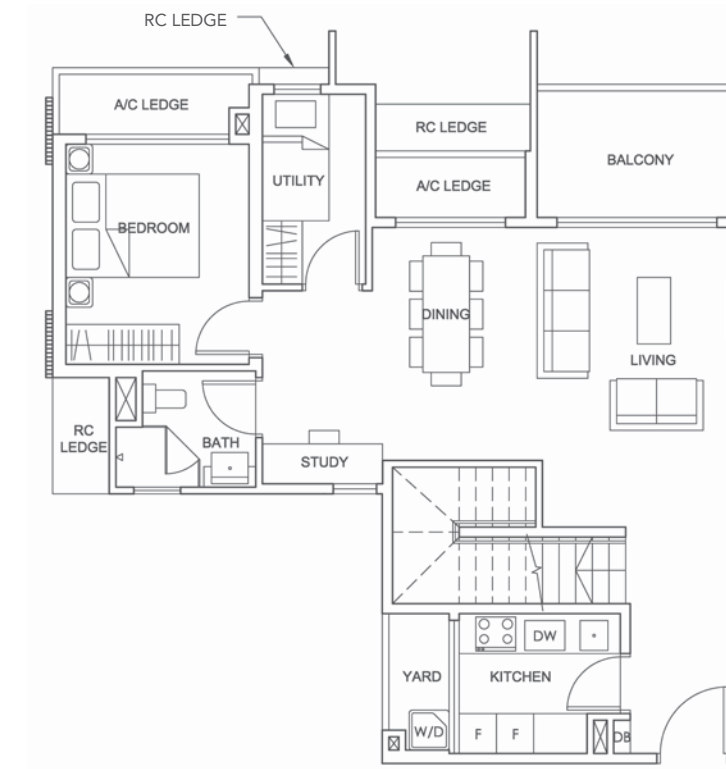 RC LEDGE
A/C LEDGE
RC LEDGE
BALCONY
UTILITY
A/C LEDGE
BEDROOM
DINING
LIVING
RC
LEDGE
BATH
STUDY
DW
YARD
KITCHEN
W/D
F
F
DB